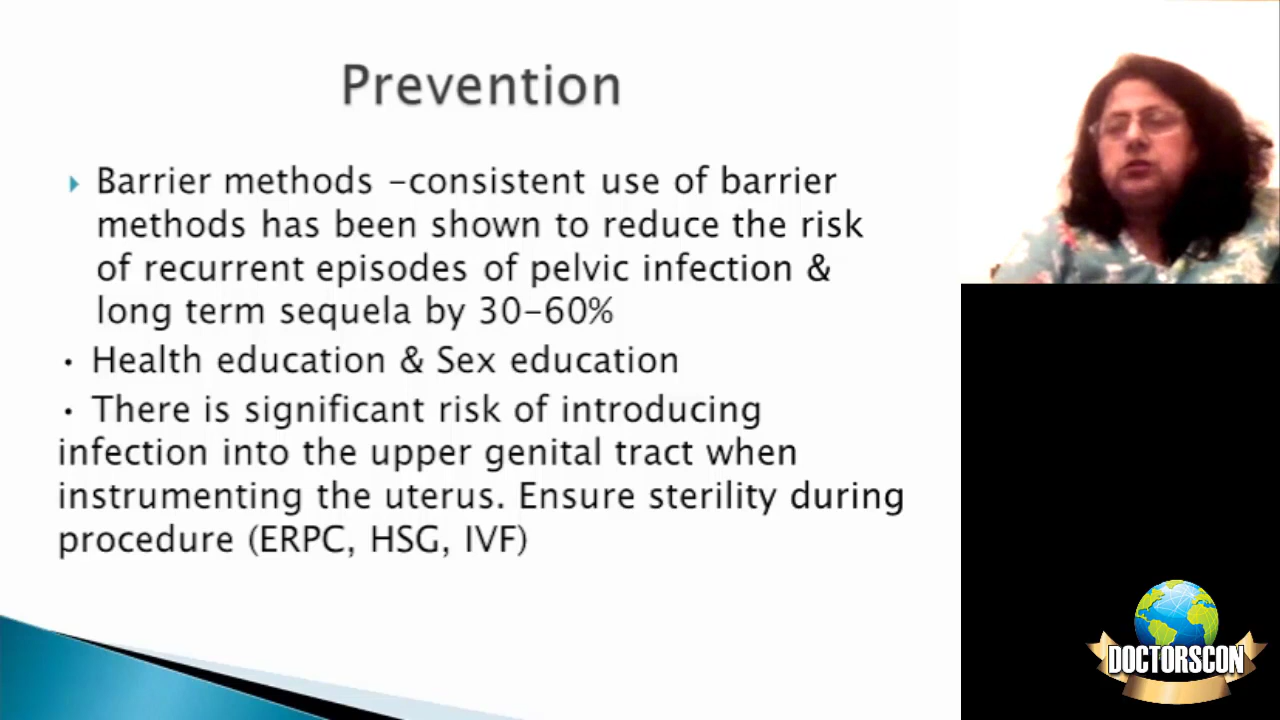 Prevention
Barrier methods -consistent use of barrier
methods has been shown to reduce the risk
of recurrent episodes of pelvic infection &
long term sequela by 30-60%
• Health education & Sex education
• There is significant risk of introducing
infection into the upper genital tract when
instrumenting the uterus. Ensure sterility during
procedure (ERPC, HSG, IVF)
DOCTORSCON